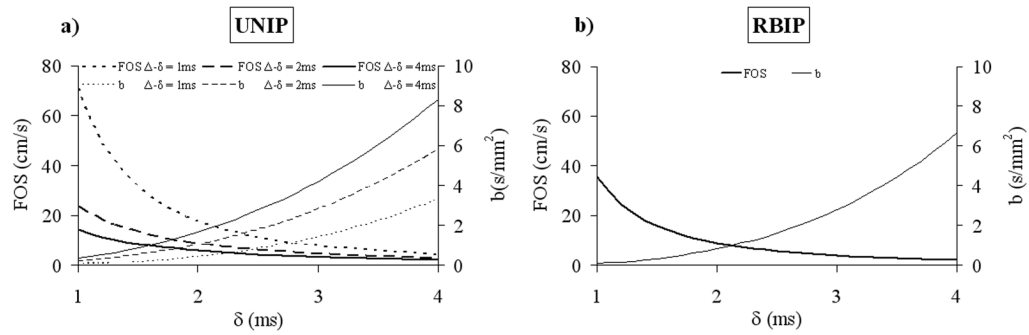 a) UNIP
FOS Δ-δ = 1ms FOS Δ-δ = 2ms FOS Δ-δ = 4ms
b Δ-δ = 1ms b Δ-δ = 2ms b Δ-δ = 4ms
80
60
40
20
0
FOS (cm/s)
10
8
6
4
2
0
b(s/mm²)
1 2 3 4
δ (ms)
b) RBIP
FOS b
80
60
40
20
0
FOS (cm/s)
10
8
6
4
2
0
b (s/mm²)
1 2 3 4
δ (ms)